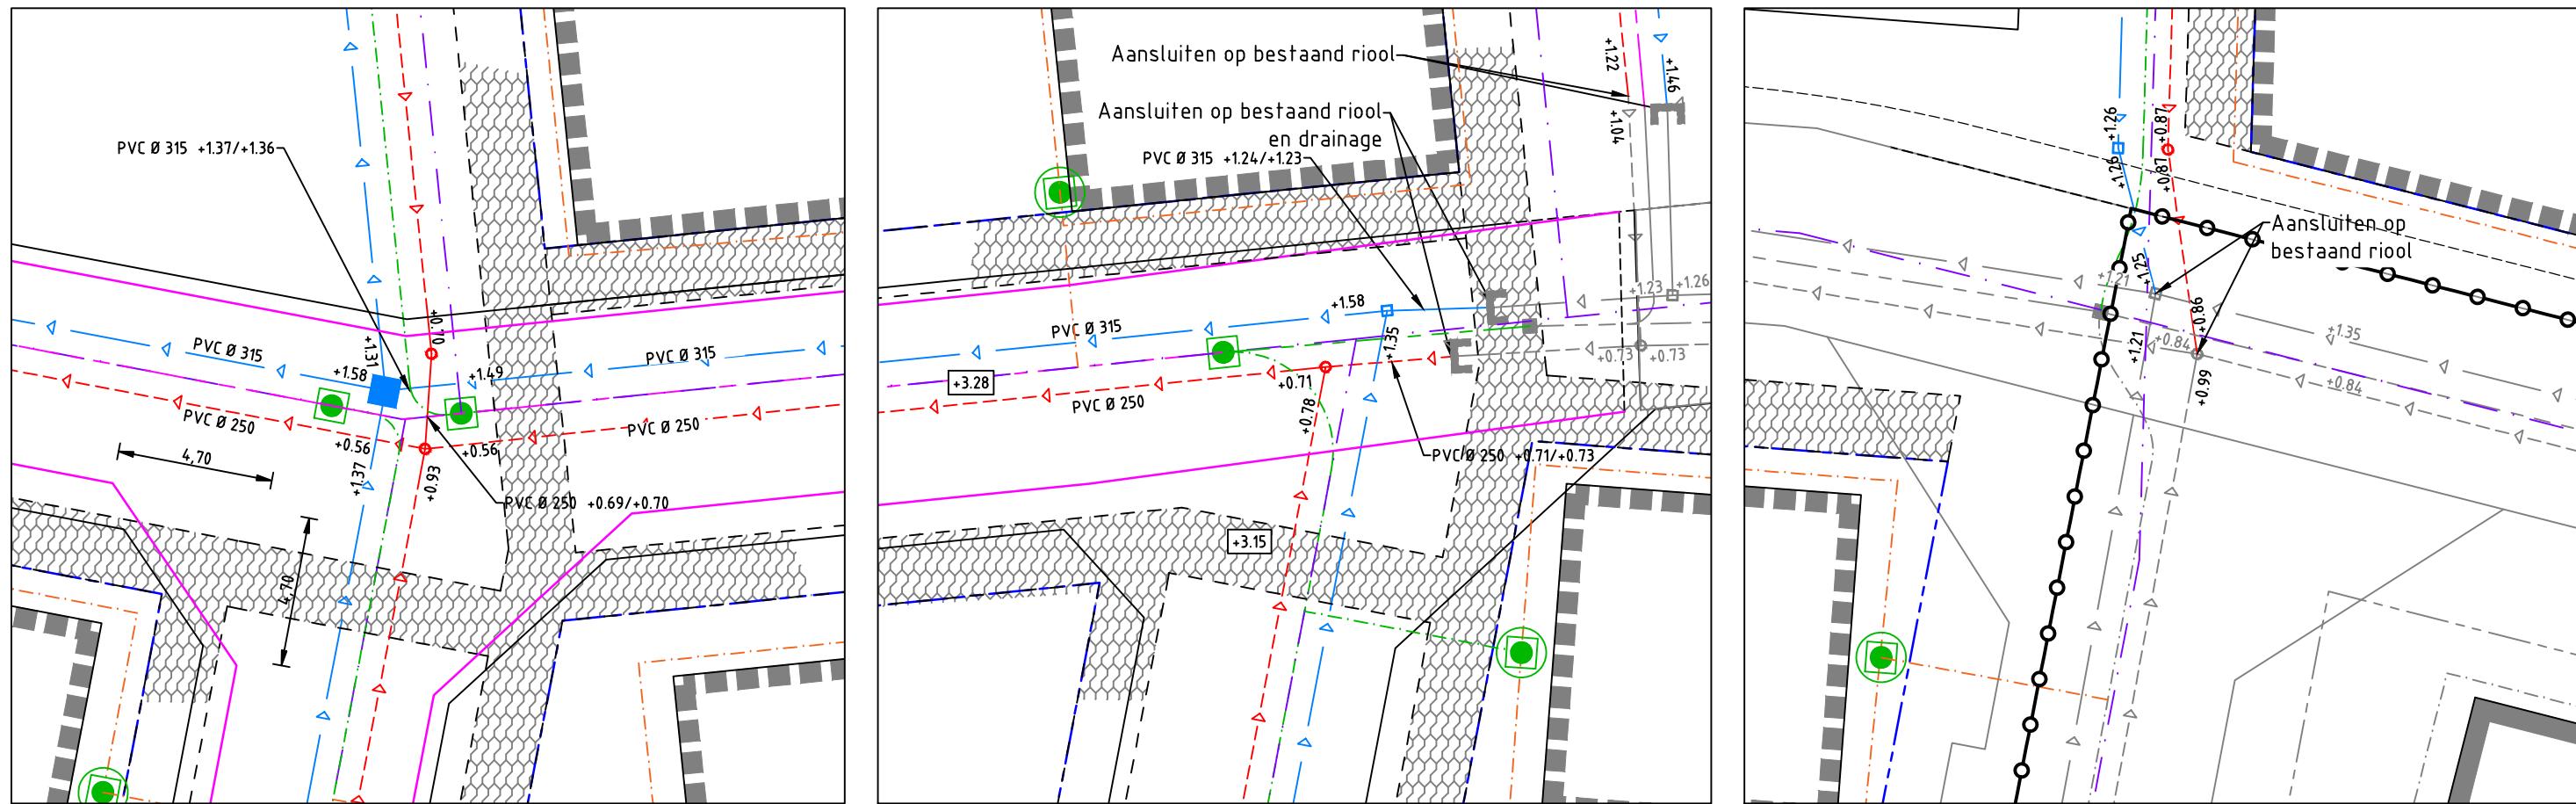 PVC Ø 315 +1.37/+1.36
PVC Ø 315
+1.58
+1.31
+0.70
+1.49
PVC Ø 315
PVC Ø 250
+0.56
+1.37
+0.93
+0.56
PVC Ø 250
4,70
4,70
PVC Ø 250 +0.69/+0.70
Aansluiten op bestaand riool
Aansluiten op bestaand riool
en drainage
PVC Ø 315 +1.24/+1.23
+1.22
+1.46
+1.04
PVC Ø 315
+1.58
+1.35
+1.23
+1.26
+0.73
+0.73
+3.28
PVC Ø 250
+0.71
+0.78
PVC Ø 250 +0.71/+0.73
+3.15
+1.26
+1.26
+0.87
+0.87
Aansluiten op
bestaand riool
+1.25
+1.21
+1.21
+0.86
+0.84
+0.99
+1.35
+0.84